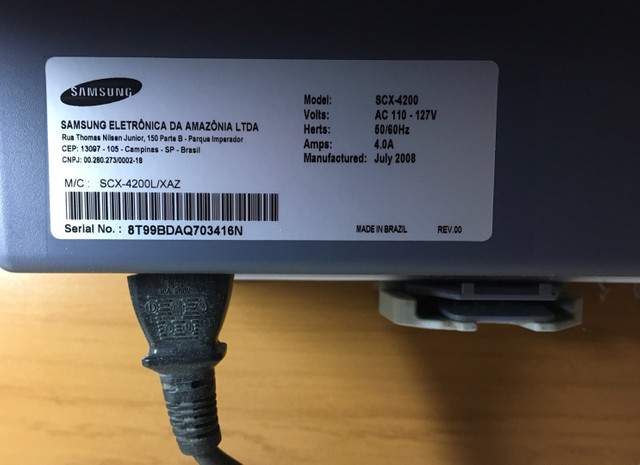 SAMSUNG
SAMSUNG ELETRÔNICA DA AMAZÔNIA LTDA
Rua Thomas Nilsen Junior, 150 Parte B - Parque Imperador
CEP: 13097 - 105 - Campinas - SP - Brasil
CNPJ: 00.280.273/0002-18
M/C : SCX-4200L/XAZ
Serial No. : 8T99BDAQ703416N
Model: SCX-4200
Volts: AC 110 - 127V
Herts: 50/60Hz
Amps: 4.0A
Manufactured: July 2008
MADE IN BRAZIL REV.00